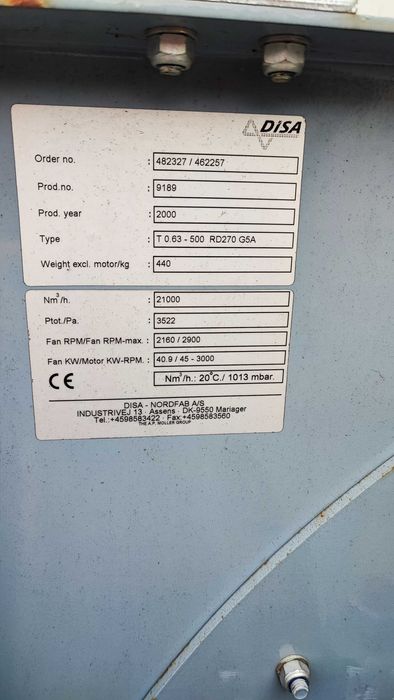 DISA
Order no. : 482327 / 462257
Prod.no. : 9189
Prod. year : 2000
Type : T 0.63 - 500 RD270 G5A
Weight excl. motor/kg : 440
Nm³/h. : 21000
Ptot./Pa. : 3522
Fan RPM/Fan RPM-max. : 2160 / 2900
Fan KW/Motor KW-RPM. : 40.9 / 45 - 3000
CE Nm³/h.: 20°C./ 1013 mbar.
DISA - NORDFAB A/S
INDUSTRIVEJ 13 · Assens · DK-9550 Mariager
Tel.:+4598583422 · Fax:+4598583560
THE A.P. MOLLER GROUP